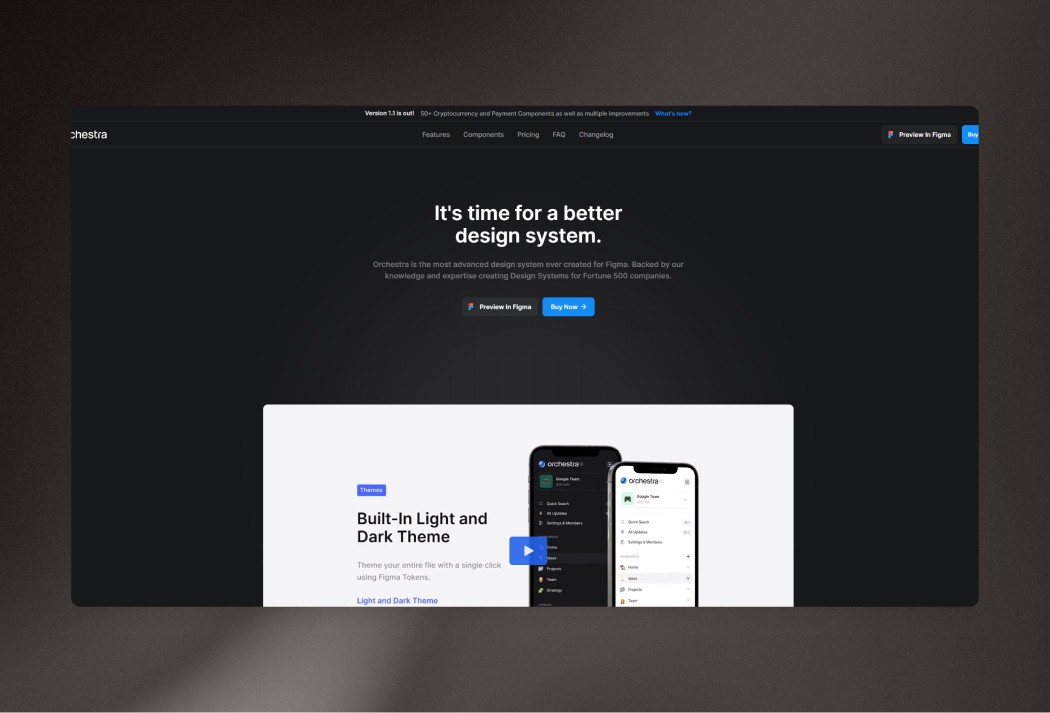 Version 1.1 is out! 50+ Cryptocurrency and Payment Components as well as multiple improvements What's new?
chestra Features Components Pricing FAQ Changelog Preview In Figma Buy
It's time for a better
design system.
Orchestra is the most advanced design system ever created for Figma. Backed by our
knowledge and expertise creating Design Systems for Fortune 500 companies.
Preview In Figma Buy Now →
Themes
Built-In Light and
Dark Theme
Theme your entire file with a single click
using Figma Tokens.
Light and Dark Theme
orchestra
Google Team
Quick Seach
All Updates
Settings & Members
Home
Ideas
Projects
Team
Strategy
orchestra
Google Team
Quick Seach
All Updates
Settings & Members
Home
Ideas
Projects
Team